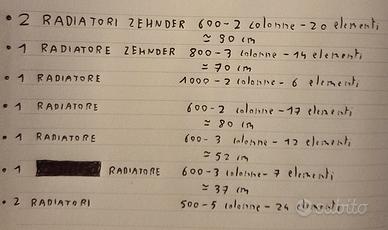 • 2 RADIATORI ZEHNDER 600-2 colonne - 20 elementi
≃ 90 cm
• 1 RADIATORE ZEHNDER 800-3 colonne - 14 elementi
≃ 70 cm
• 1 RADIATORE 1000-2 colonne - 6 elementi
• 1 RADIATORE 600-2 colonne - 17 elementi
≃ 80 cm
• 1 RADIATORE 600-3 colonne - 12 elementi
≃ 52 cm
• 1 RADIATORE 600-3 colonne - 7 elementi
≃ 37 cm
• 2 RADIATORI 500-5 colonne - 24 elementi
subito